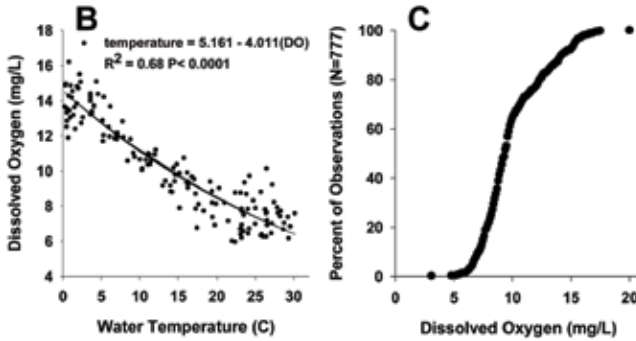 B
temperature = 5.161 - 4.011(DO)
R2 = 0.68 P< 0.0001
Dissolved Oxygen (mg/L)
18
16
14
12
10
8
6
4
0 5 10 15 20 25 30
Water Temperature (C)
C
Percent of Observations (N=777)
100
80
60
40
20
0
0 5 10 15 20
Dissolved Oxygen (mg/L)